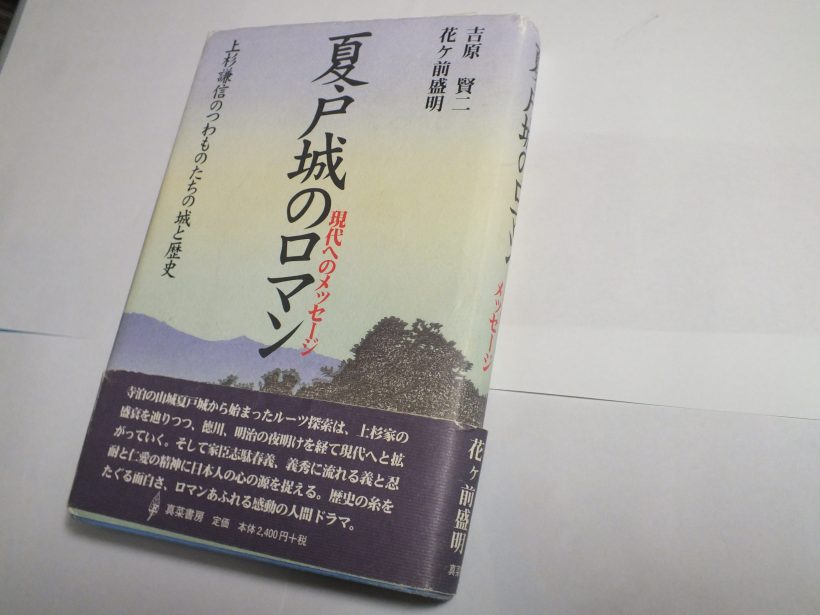 吉原 賢二
花ヶ前盛明
夏戸城のロマン
現代へのメッセージ
上杉謙信のつわものたちの城と歴史
寺泊の山城夏戸城から始まったルーツ探索は、上杉家の
盛衰を辿りつつ、徳川、明治の夜明けを経て現代へと拡
がっていく。そして家臣志駄春義、義秀に流れる義と忍
耐と仁愛の精神に日本人の心の源を捉える。歴史の糸を
たぐる面白さ、ロマンあふれる感動の人間ドラマ。
真菜書房 定価 本体2,400円+税
夏戸城のロマン
メッセージ
花ヶ前盛明
真菜